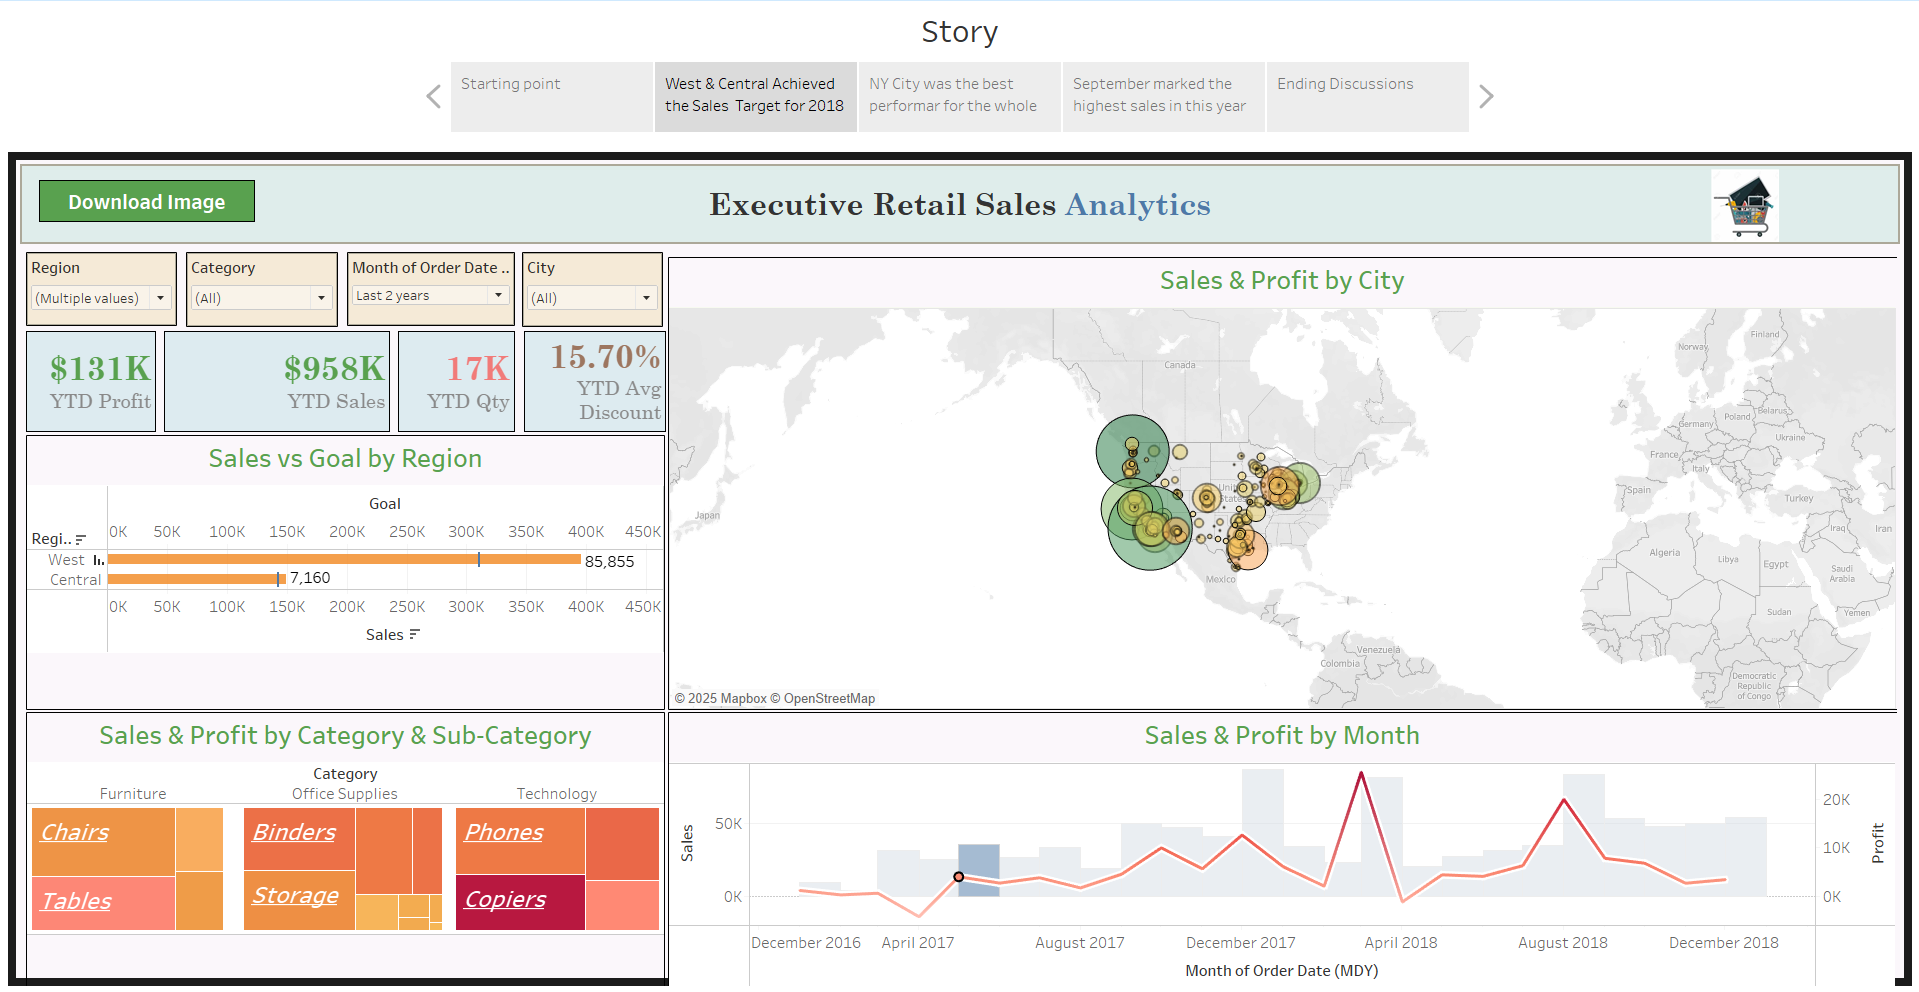 Story
Starting point
West & Central Achieved
the Sales Target for 2018
NY City was the best
performar for the whole
September marked the
highest sales in this year
Ending Discussions
Download Image
Executive Retail Sales Analytics
Region
(Multiple values)
Category
(All)
Month of Order Date ..
Last 2 years
City
(All)
$131K
YTD Profit
$958K
YTD Sales
17K
YTD Qty
15.70%
YTD Avg
Discount
Sales vs Goal by Region
Goal
0K 50K 100K 150K 200K 250K 300K 350K 400K 450K
Regi..
West
85,855
Central
7,160
0K 50K 100K 150K 200K 250K 300K 350K 400K 450K
Sales
Sales & Profit by City
Canada
United
States
Mexico
Venezuela
Colombia
Japan
Finland
Norway
Poland
Belarus
Germany
Ukraine
France
Italy
Spain
Turkey
Iraq
Iran
Algeria
Libya
Egypt
Saudi
Arabia
Sudan
Yemen
Democratic
Republic
of Congo
© 2025 Mapbox © OpenStreetMap
Sales & Profit by Category & Sub-Category
Category
Furniture
Office Supplies
Technology
Chairs
Tables
Binders
Storage
Phones
Copiers
Sales & Profit by Month
Sales
50K
0K
20K
10K
0K
Profit
December 2016
April 2017
August 2017
December 2017
April 2018
August 2018
December 2018
Month of Order Date (MDY)